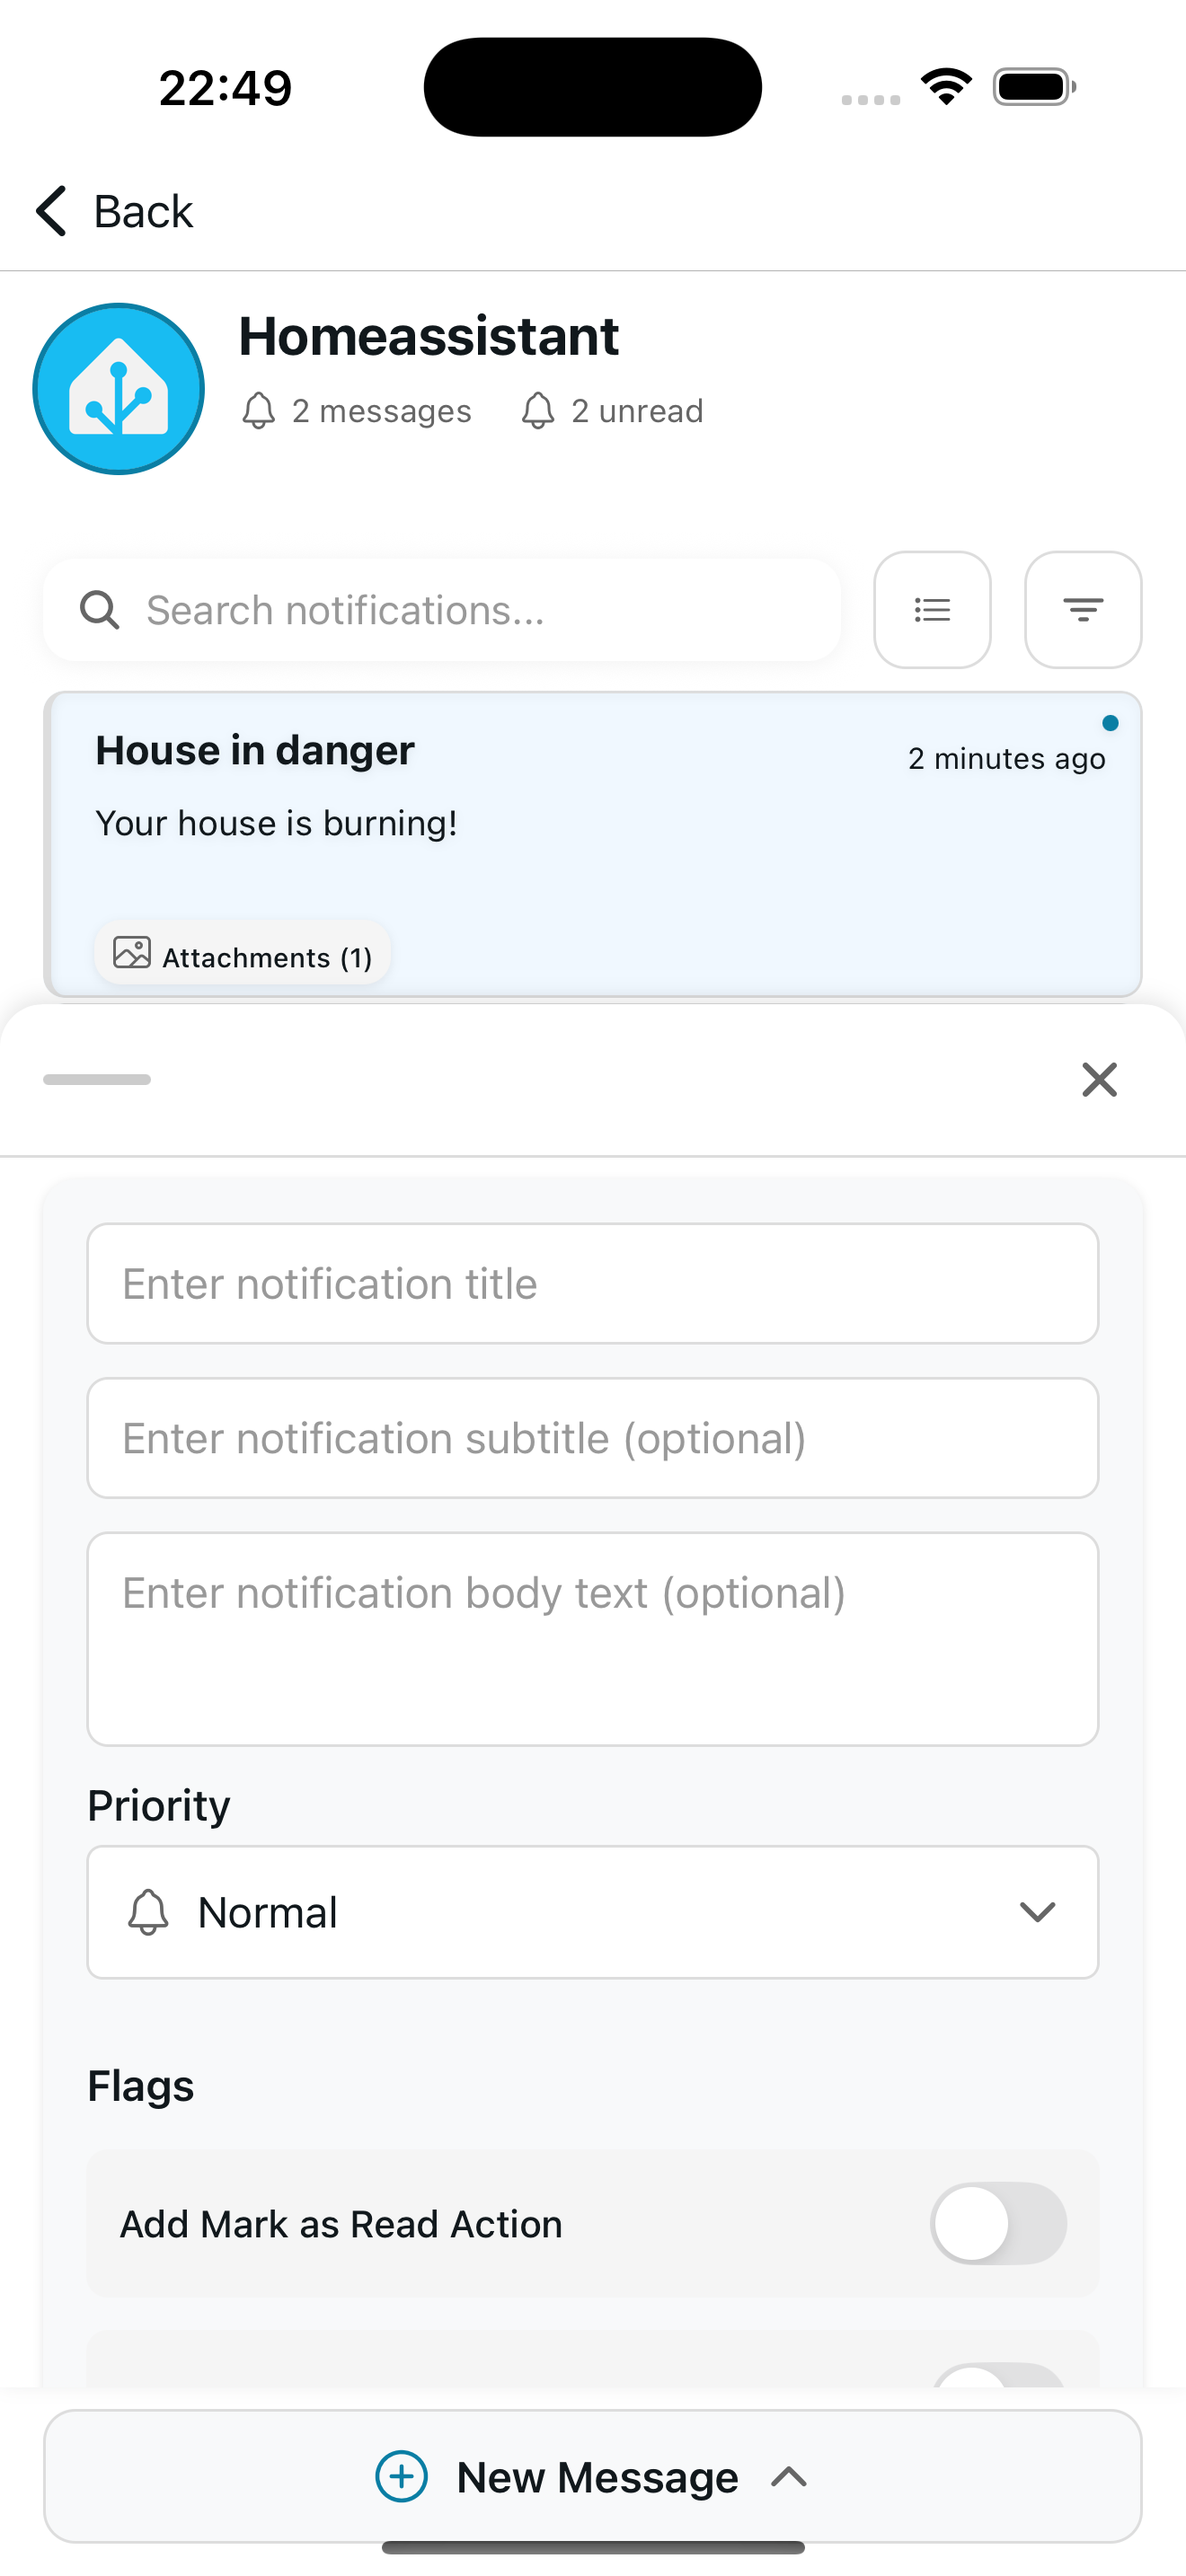 22:49
Back
Homeassistant
2 messages 2 unread
Search notifications...
House in danger
2 minutes ago
Your house is burning!
Attachments (1)
Enter notification title
Enter notification subtitle (optional)
Enter notification body text (optional)
Priority
Normal
Flags
Add Mark as Read Action
New Message